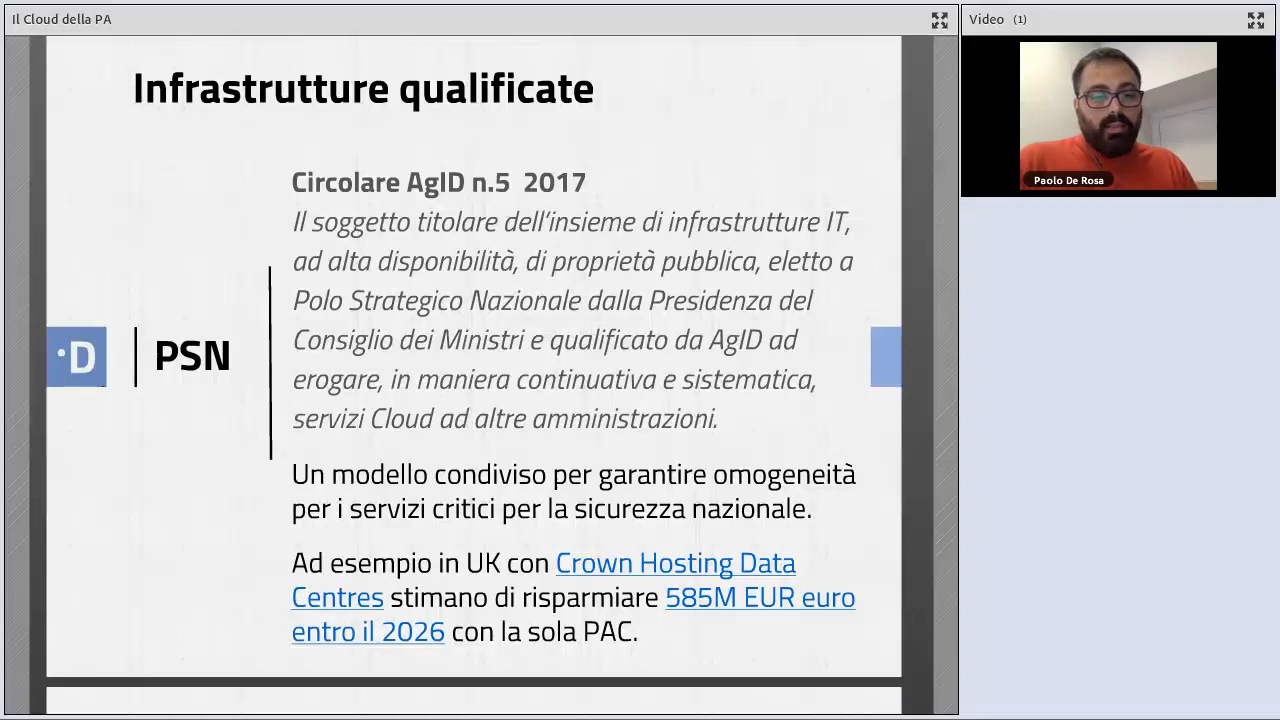 Il Cloud della PA
Infrastrutture qualificate
Circolare AgID n.5 2017
Il soggetto titolare dell'insieme di infrastrutture IT,
ad alta disponibilità, di proprietà pubblica, eletto a
Polo Strategico Nazionale dalla Presidenza del
Consiglio dei Ministri e qualificato da AgID ad
erogare, in maniera continuativa e sistematica,
servizi Cloud ad altre amministrazioni.
·D
PSN
Un modello condiviso per garantire omogeneità
per i servizi critici per la sicurezza nazionale.
Ad esempio in UK con Crown Hosting Data
Centres stimano di risparmiare 585M EUR euro
entro il 2026 con la sola PAC.
Video (1)
Paolo De Rosa